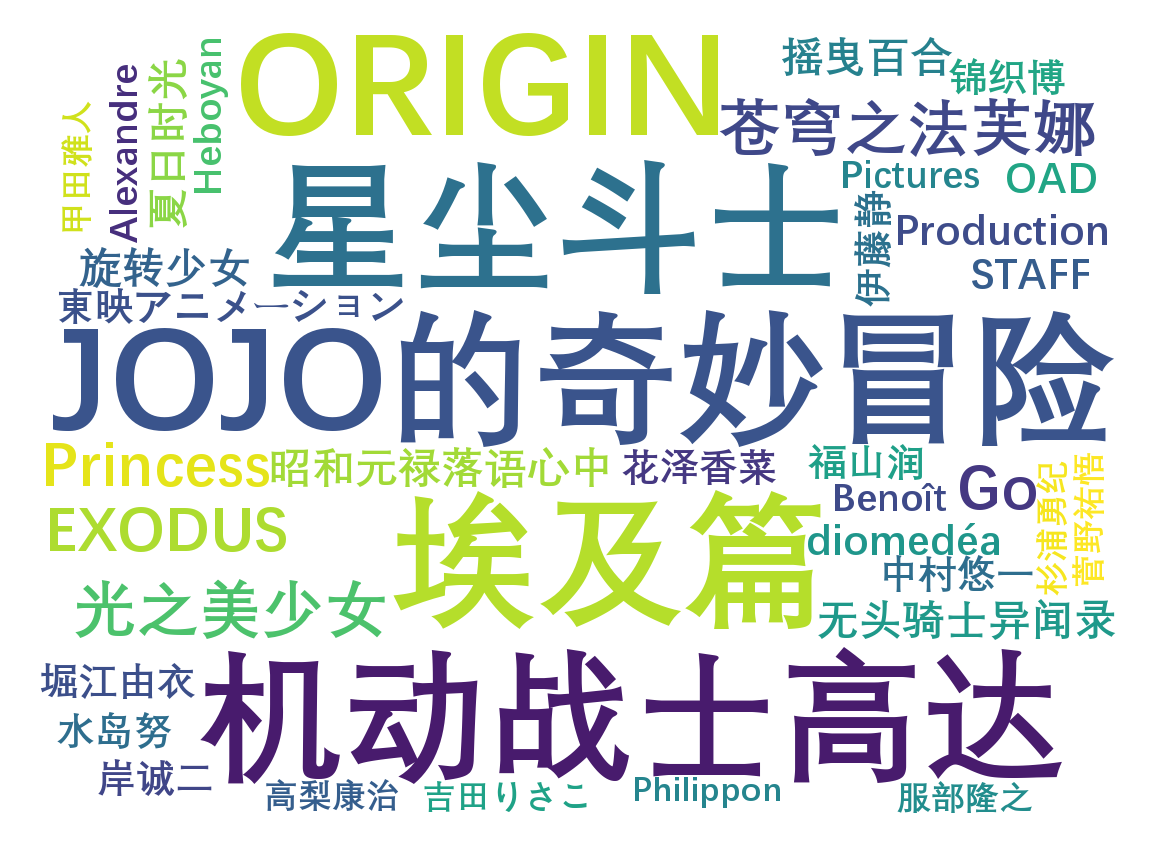 ORIGIN
摇曳百合
锦织博
甲田雅人
Alexandre
夏日时光
Heboyan
苍穹之法芙娜
星尘斗士
Pictures
OAD
伊藤静
Production
STAFF
旋转少女
東映アニメーション
JOJO的奇妙冒险
Princess
昭和元禄落语心中
花泽香菜
福山润
Benoît
Go
杉浦勇纪
菅野祐悟
EXODUS
埃及篇
diomedéa
中村悠一
光之美少女
无头骑士异闻录
堀江由衣
机动战士高达
水岛努
岸诚二
高梨康治
吉田りさこ
Philippon
服部隆之